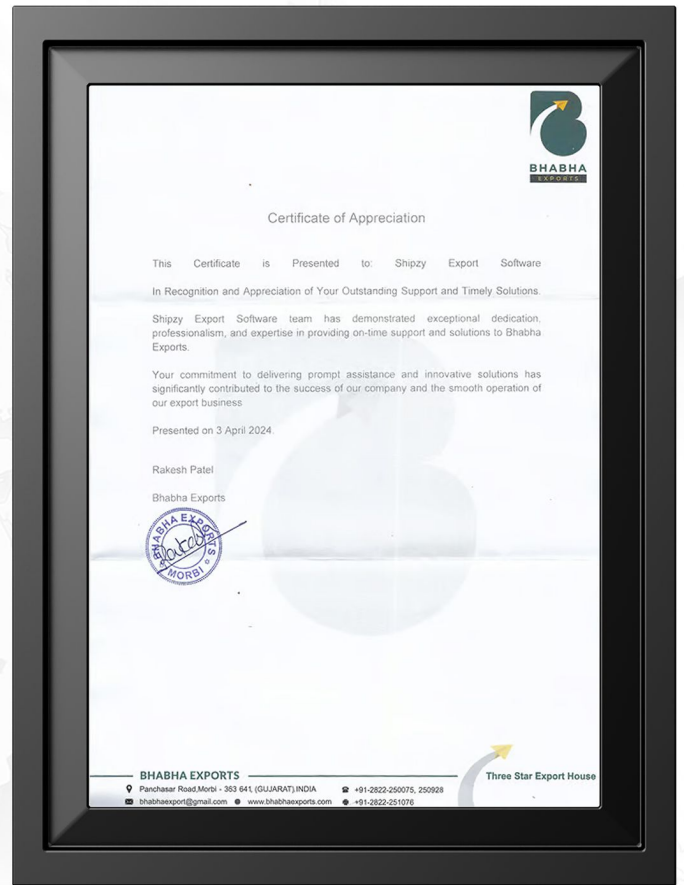 BHABHA
EXPORTS
Certificate of Appreciation
This Certificate is Presented to: Shipzy Export Software
In Recognition and Appreciation of Your Outstanding Support and Timely Solutions.
Shipzy Export Software team has demonstrated exceptional dedication,
professionalism, and expertise in providing on-time support and solutions to Bhabha
Exports.
Your commitment to delivering prompt assistance and innovative solutions has
significantly contributed to the success of our company and the smooth operation of
our export business
Presented on 3 April 2024.
Rakesh Patel
Bhabha Exports
BHABHA EXPORTS
MORBI
BHABHA EXPORTS
Three Star Export House
Panchasar Road,Morbi - 363 641, (GUJARAT).INDIA
+91-2822-250075, 250928
bhabhaexport@gmail.com
www.bhabhaexports.com
+91-2822-251076